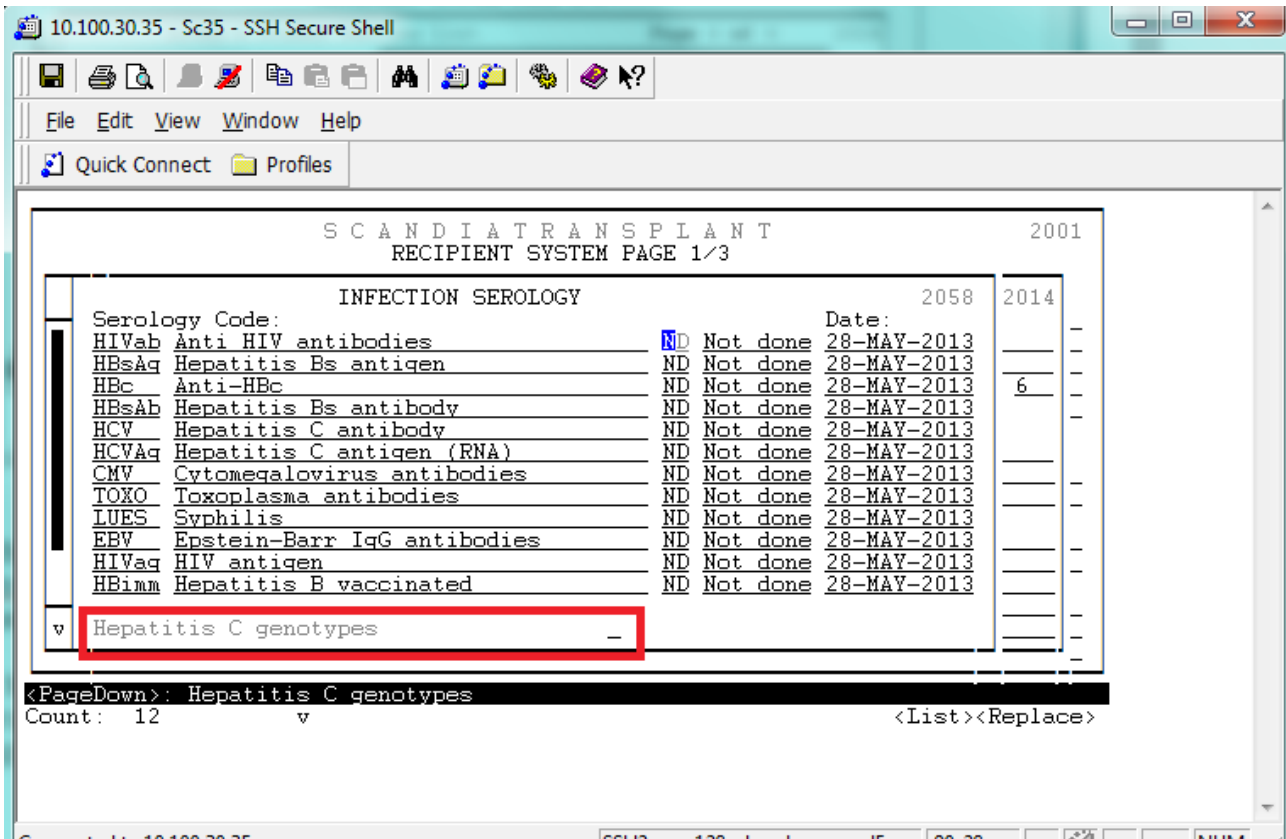 10.100.30.35 - Sc35 - SSH Secure Shell
File Edit View Window Help
Quick Connect Profiles
S C A N D I A T R A N S P L A N T 2001
RECIPIENT SYSTEM PAGE 1/3
INFECTION SEROLOGY 2058 2014
Serology Code: Date:
HIVab Anti HIV antibodies ND Not done 28-MAY-2013
HBsAg Hepatitis Bs antigen ND Not done 28-MAY-2013
HBc Anti-HBc ND Not done 28-MAY-2013 6
HBsAb Hepatitis Bs antibody ND Not done 28-MAY-2013
HCV Hepatitis C antibody ND Not done 28-MAY-2013
HCVAg Hepatitis C antigen (RNA) ND Not done 28-MAY-2013
CMV Cytomegalovirus antibodies ND Not done 28-MAY-2013
TOXO Toxoplasma antibodies ND Not done 28-MAY-2013
LUES Syphilis ND Not done 28-MAY-2013
EBV Epstein-Barr IgG antibodies ND Not done 28-MAY-2013
HIVag HIV antigen ND Not done 28-MAY-2013
HBimm Hepatitis B vaccinated ND Not done 28-MAY-2013
v Hepatitis C genotypes _
<PageDown>: Hepatitis C genotypes
Count: 12 v <List><Replace>